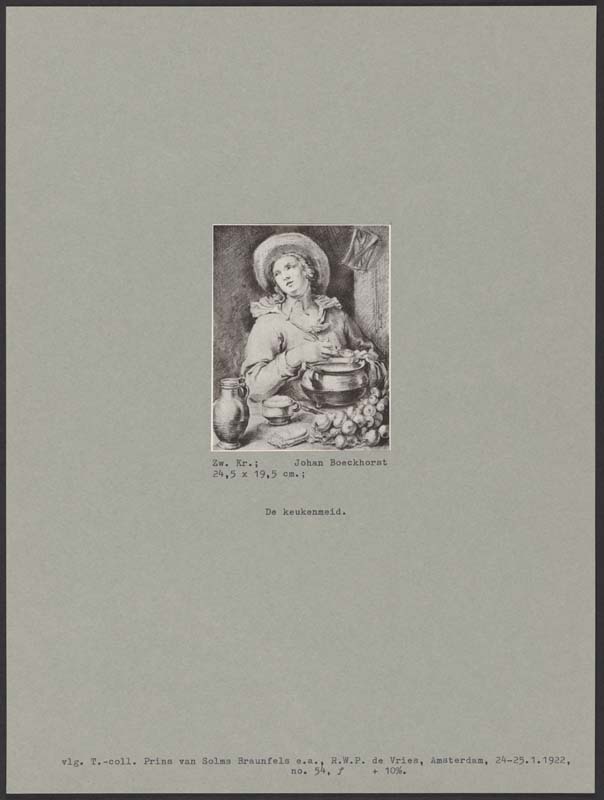 Zw. Kr.; Johan Boeckhorst
24,5 x 19,5 cm.;
De keukenmeid.
vlg. T.-coll. Prins van Solms Braunfels e.a., R.W.P. de Vries, Amsterdam, 24-25.1.1922,
no. 54, ƒ + 10%.